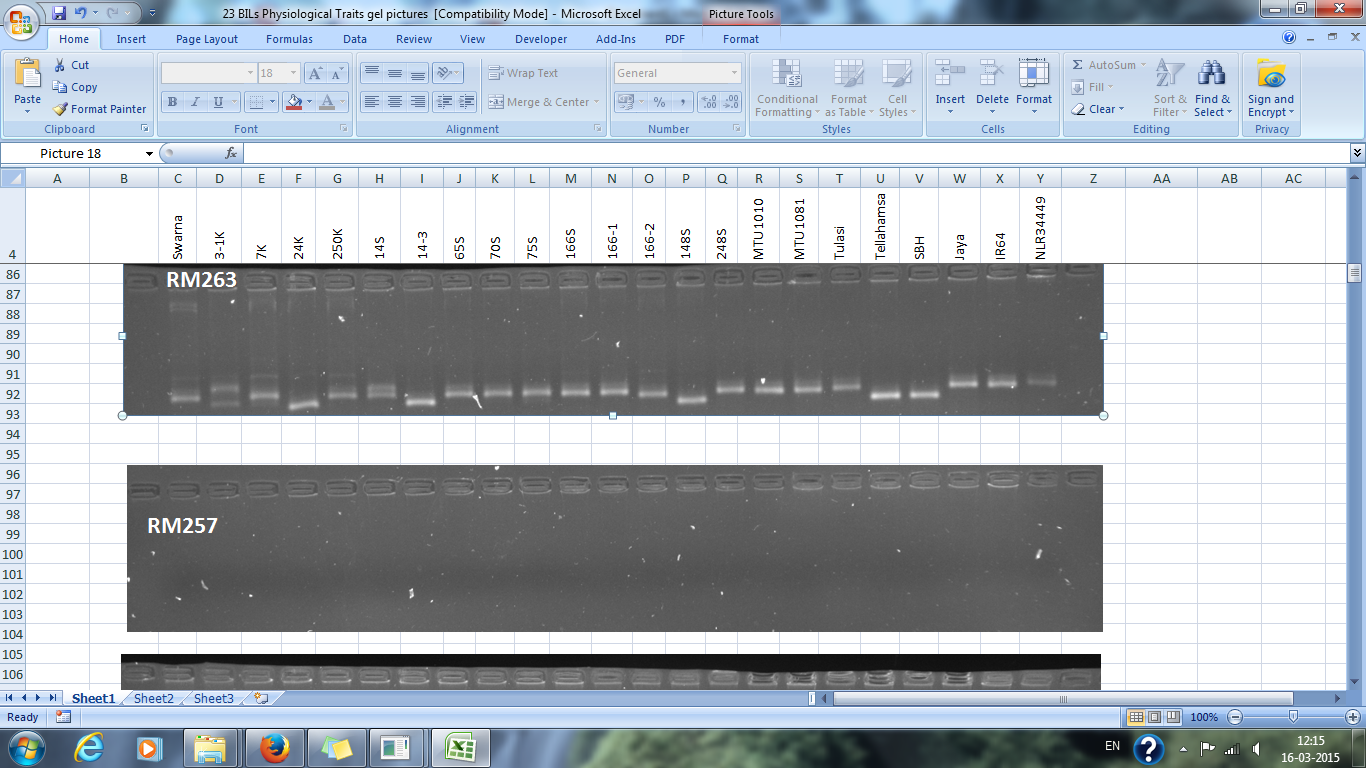 23 BILs Physiological Traits gel pictures [Compatibility Mode] - Microsoft Excel
Picture Tools
Home Insert Page Layout Formulas Data Review View Developer Add-Ins PDF Format
Paste
Cut
Copy
Format Painter
Clipboard
18
A A
B I U
A
Font
Wrap Text
Merge & Center
Alignment
General
% ,
Number
Conditional Formatting
Format as Table
Cell Styles
Styles
Insert Delete Format
Cells
Σ AutoSum
Fill
Clear
Sort & Filter
Find & Select
Editing
Sign and Encrypt
Privacy
Picture 18
fx
A B C D E F G H I J K L M N O P Q R S T U V W X Y Z AA AB AC
4
Swarna
3-1K
7K
24K
250K
14S
14-3
65S
70S
75S
166S
166-1
166-2
148S
248S
MTU1010
MTU1081
Tulasi
Tellahamsa
SBH
Jaya
IR64
NLR34449
86
RM263
87
88
89
90
91
92
93
94
95
96
97
98
RM257
99
100
101
102
103
104
105
106
Sheet1 Sheet2 Sheet3
Ready
100%
EN
12:15
16-03-2015